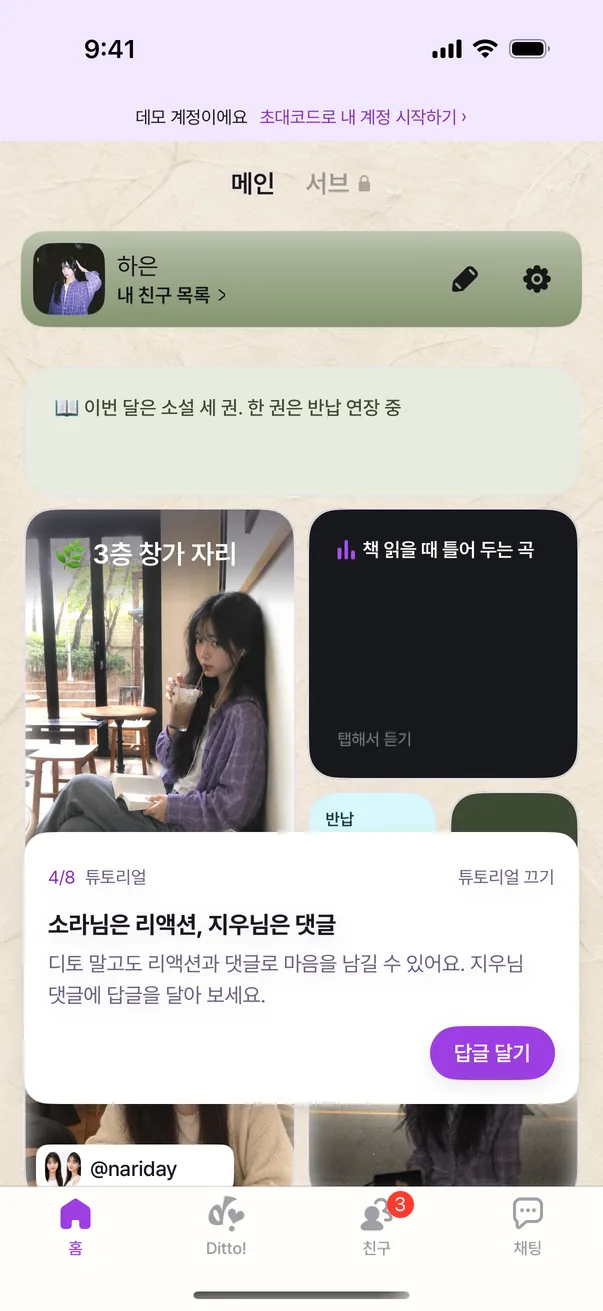 9:41
데모 계정이에요 초대코드로 내 계정 시작하기 ›
메인 서브
하은
내 친구 목록 >
📖 이번 달은 소설 세 권. 한 권은 반납 연장 중
🌿 3층 창가 자리
책 읽을 때 틀어 두는 곡
탭해서 듣기
반납
4/8 튜토리얼 튜토리얼 끄기
소라님은 리액션, 지우님은 댓글
디토 말고도 리액션과 댓글로 마음을 남길 수 있어요. 지우님
댓글에 답글을 달아 보세요.
답글 달기
@nariday
3
홈 Ditto! 친구 채팅